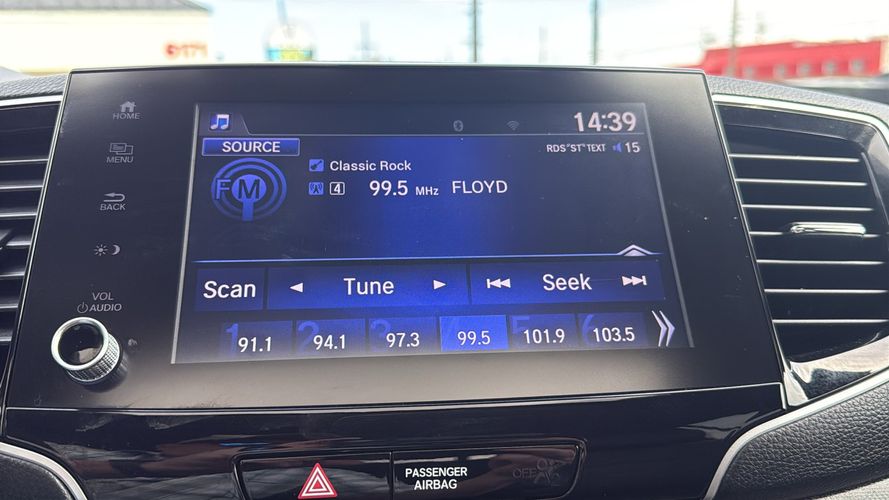 9171
HOME
MENU
BACK
VOL
AUDIO
14:39
SOURCE
RDS "ST" TEXT 15
FM
Classic Rock
4 99.5 MHz FLOYD
Scan Tune Seek
1 2 3 4 5 6
91.1 94.1 97.3 99.5 101.9 103.5
PASSENGER
AIRBAG
OFF